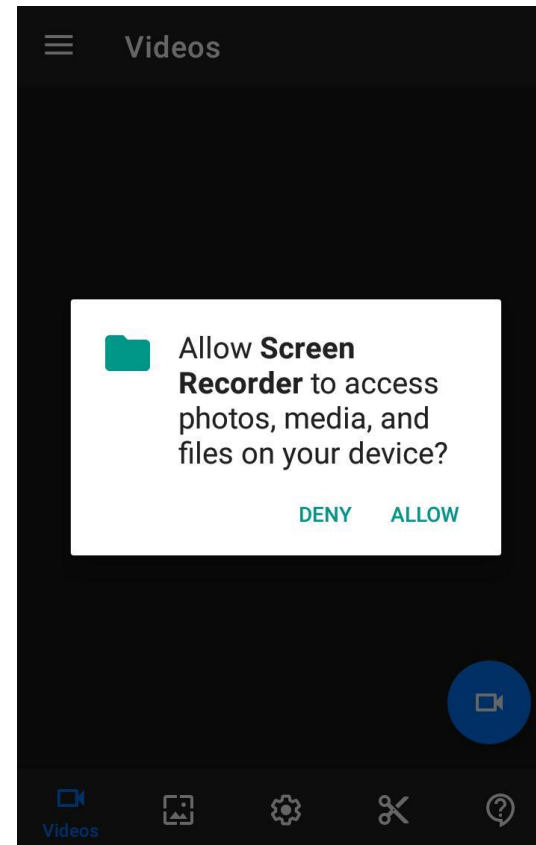 Videos
Allow Screen
Recorder to access
photos, media, and
files on your device?
DENY ALLOW
Videos